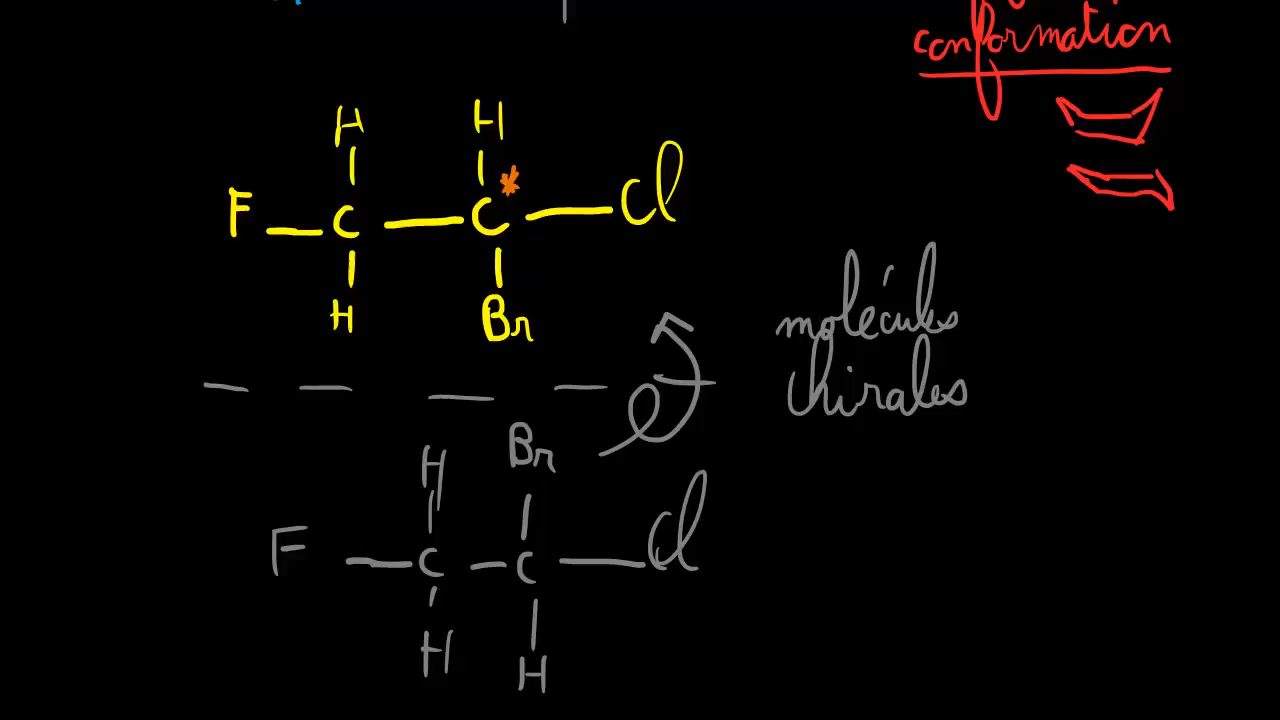 conformation
H H
F — C — C* — Cl
H Br
molécules
chirales
H Br
F — C — C — Cl
H H